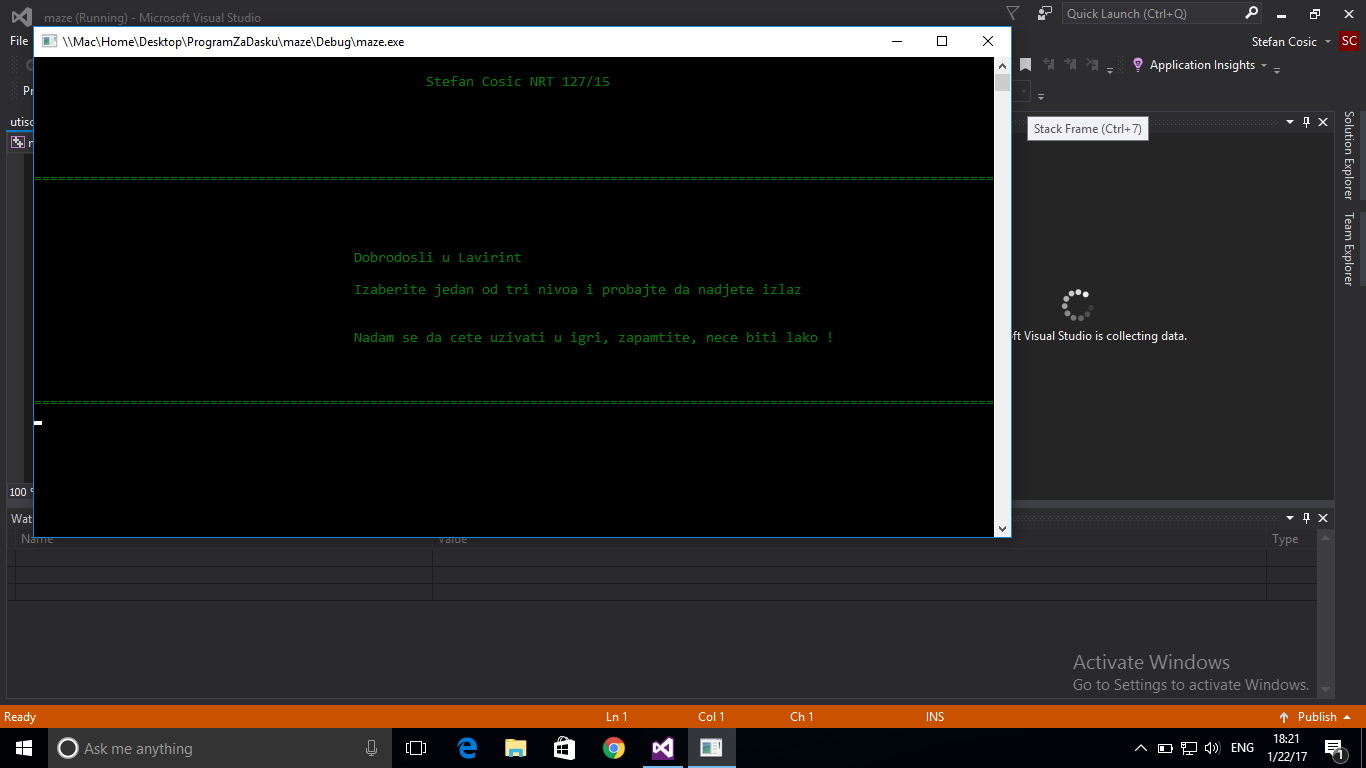 maze (Running) - Microsoft Visual Studio
Quick Launch (Ctrl+Q)
\\Mac\Home\Desktop\ProgramZaDasku\maze\Debug\maze.exe
File
Stefan Cosic
SC
Application Insights
Stefan Cosic NRT 127/15
Stack Frame (Ctrl+7)
Solution Explorer
Team Explorer
Dobrodosli u Lavirint
Izaberite jedan od tri nivoa i probajte da nadjete izlaz
Nadam se da cete uzivati u igri, zapamtite, nece biti lako !
Visual Studio is collecting data.
100 %
Name
Value
Type
Activate Windows
Go to Settings to activate Windows.
Ready
Ln 1
Col 1
Ch 1
INS
Publish
Ask me anything
ENG
18:21
1/22/17
1